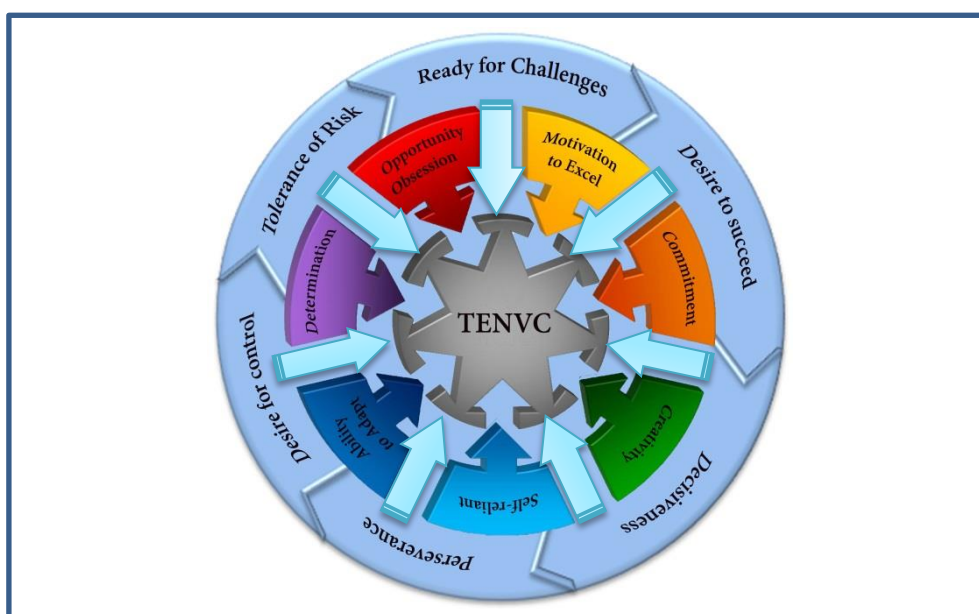 Ready for Challenges
Desire to succeed
Decisiveness
Perseverance
Desire for control
Tolerance of Risk
Opportunity
Obsession
Motivation
to Excel
Commitment
Creativity
Self-reliant
Ability
to Adapt
Determination
TENVC